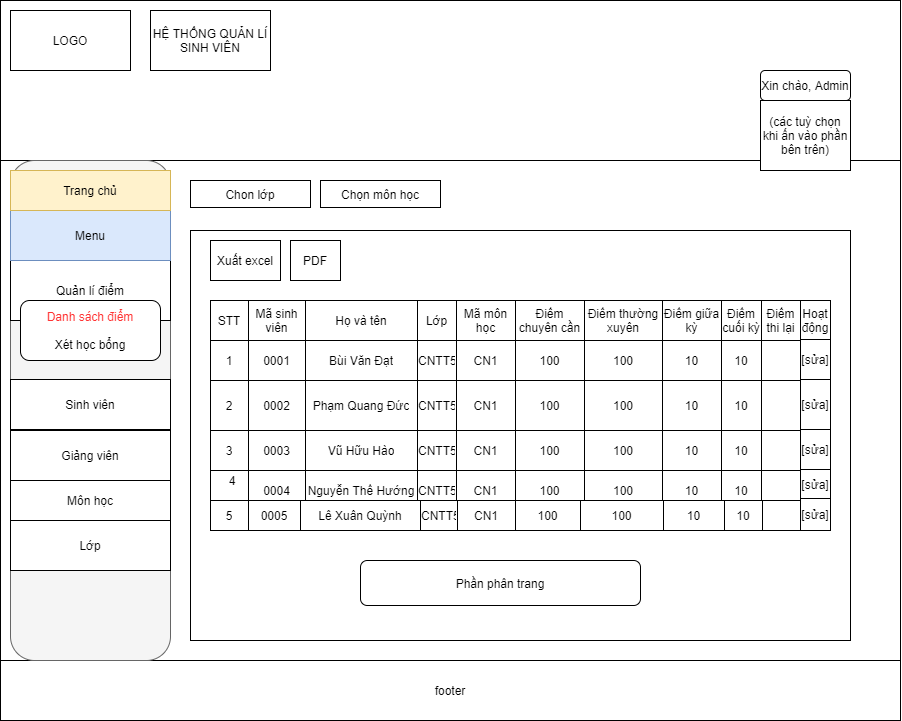 LOGO
HỆ THỐNG QUẢN LÍ
SINH VIÊN
Xin chào, Admin
(các tuỳ chọn
khi ấn vào phần
bên trên)
Trang chủ
Menu
Quản lí điểm
Danh sách điểm
Xét học bổng
Sinh viên
Giảng viên
Môn học
Lớp
Chon lớp
Chọn môn học
Xuất excel
PDF
STT Mã sinh viên Họ và tên Lớp Mã môn học Điểm chuyên cần Điểm thường xuyên Điểm giữa kỳ Điểm cuối kỳ Điểm thi lại Hoạt động
1 0001 Bùi Văn Đạt CNTT5 CN1 100 100 10 10 [sửa]
2 0002 Phạm Quang Đức CNTT5 CN1 100 100 10 10 [sửa]
3 0003 Vũ Hữu Hào CNTT5 CN1 100 100 10 10 [sửa]
4 0004 Nguyễn Thế Hướng CNTT5 CN1 100 100 10 10 [sửa]
5 0005 Lê Xuân Quỳnh CNTT5 CN1 100 100 10 10 [sửa]
Phần phân trang
footer